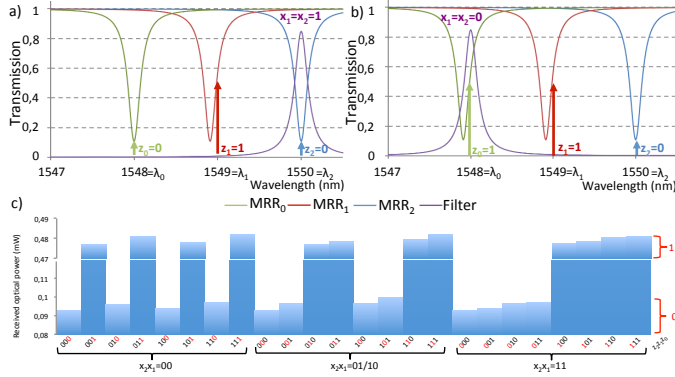 a)
Transmission
1
0,8
0,6
0,4
0,2
0
x₁=x₂=1
z₀=0
z₁=1
z₂=0
1547
1548=λ₀
1549=λ₁
1550=λ₂
Wavelength (nm)
b)
Transmission
1
0,8
0,6
0,4
0,2
0
x₁=x₂=0
z₀=1
z₁=1
z₂=0
1547
1548=λ₀
1549=λ₁
1550=λ₂
Wavelength (nm)
MRR₀ MRR₁ MRR₂ Filter
c)
Received optical power (mW)
0,49
0,48
0,47
0,1
0,09
0,08
1
0
000 001 010 011 100 101 110 111 000 001 010 011 100 101 110 111 000 001 010 011 100 101 110 111
z₂z₁z₀
x₂x₁=00
x₂x₁=01/10
x₂x₁=11